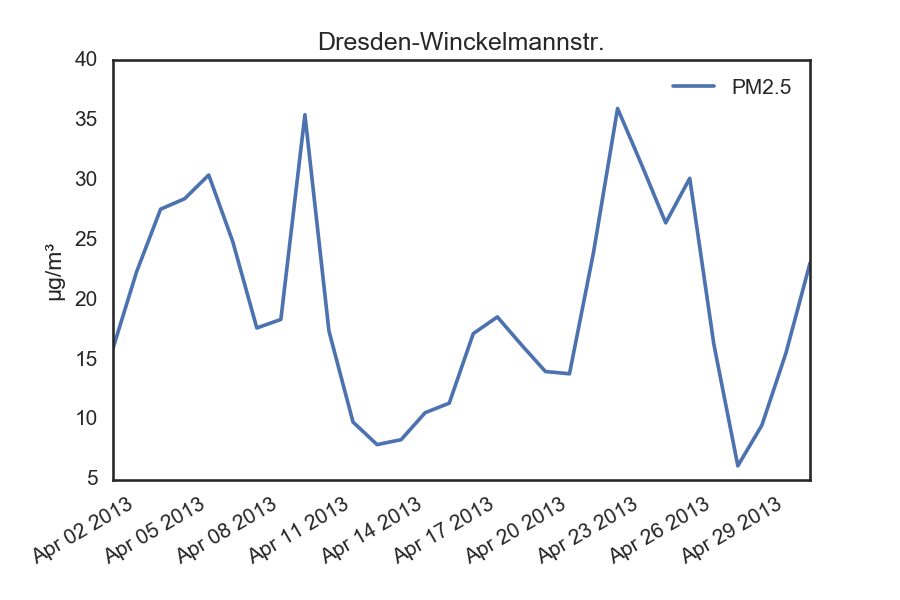 Dresden-Winckelmannstr.
40
35
30
25
20
15
10
5
µg/m³
PM2.5
Apr 02 2013
Apr 05 2013
Apr 08 2013
Apr 11 2013
Apr 14 2013
Apr 17 2013
Apr 20 2013
Apr 23 2013
Apr 26 2013
Apr 29 2013